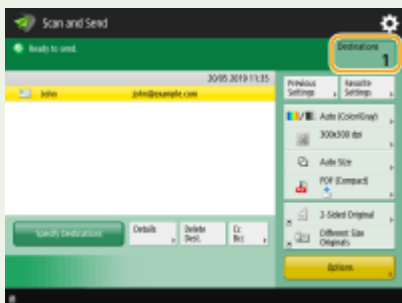 Scan and Send
Ready to send.
Destinations
1
20/05 2019 11:35
John
john@example.com
Previous Settings
Favorite Settings
Auto (Color/Gray)
300x300 dpi
Auto Size
PDF (Compact)
2-Sided Original
Different Size Originals
Specify Destinations
Details
Delete Dest.
Cc Bcc
Options